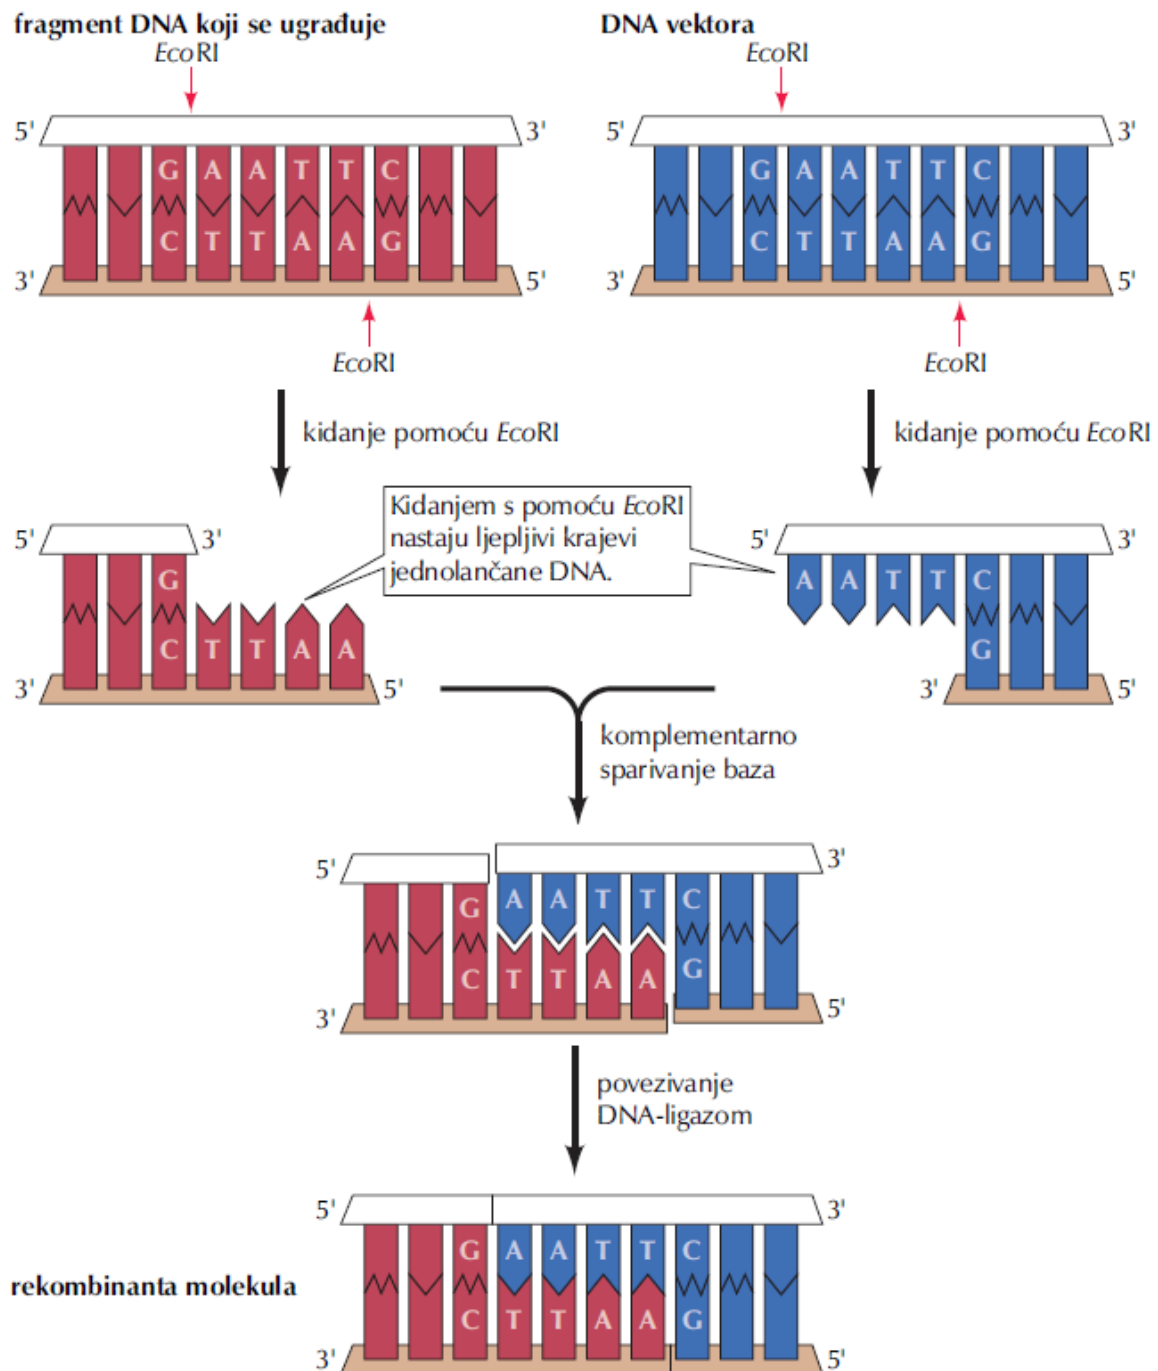 fragment DNA koji se ugrađuje
DNA vektora
EcoRI
EcoRI
5' 3'
5' 3'
G A A T T C
G A A T T C
C T T A A G
C T T A A G
3' 5'
3' 5'
EcoRI
EcoRI
kidanje pomoću EcoRI
kidanje pomoću EcoRI
Kidanjem s pomoću EcoRI
nastaju ljepljivi krajevi
jednolančane DNA.
5' 3'
5' 3'
G
A A T T C
C T T A A
G
3' 5'
3' 5'
komplementarno
sparivanje baza
5' 3'
G A A T T C
C T T A A G
3' 5'
povezivanje
DNA-ligazom
5' 3'
G A A T T C
rekombinanta molekula
C T T A A G
3' 5'